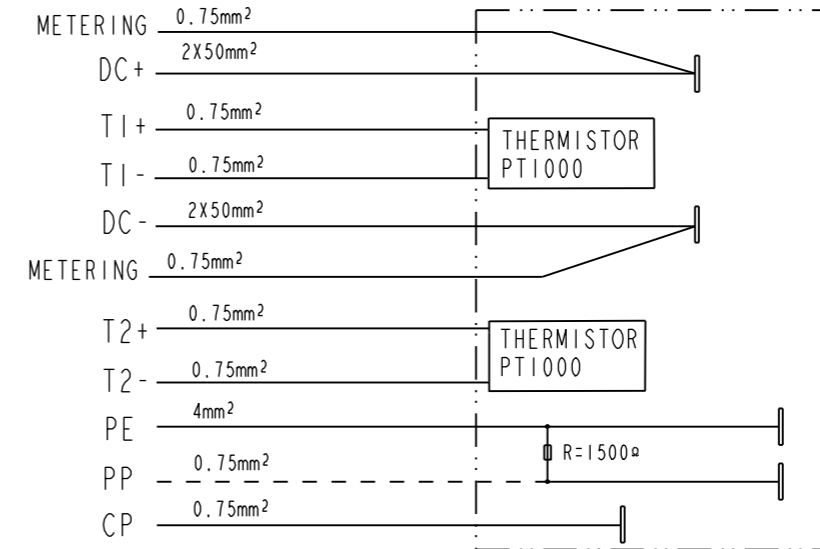 METERING 0.75mm²
DC+ 2X50mm²
T1+ 0.75mm²
THERMISTOR
PT1000
T1- 0.75mm²
DC- 2X50mm²
METERING 0.75mm²
T2+ 0.75mm²
THERMISTOR
PT1000
T2- 0.75mm²
PE 4mm²
R=1500Ω
PP 0.75mm²
CP 0.75mm²